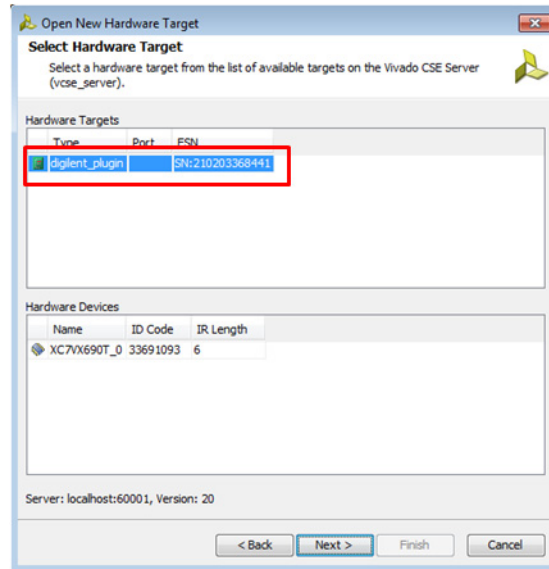 Open New Hardware Target
Select Hardware Target
Select a hardware target from the list of available targets on the Vivado CSE Server
(vcse_server).
Hardware Targets
Type Port ESN
digilent_plugin SN:210203368441
Hardware Devices
Name ID Code IR Length
XC7VX690T_0 33691093 6
Server: localhost:60001, Version: 20
< Back Next > Finish Cancel